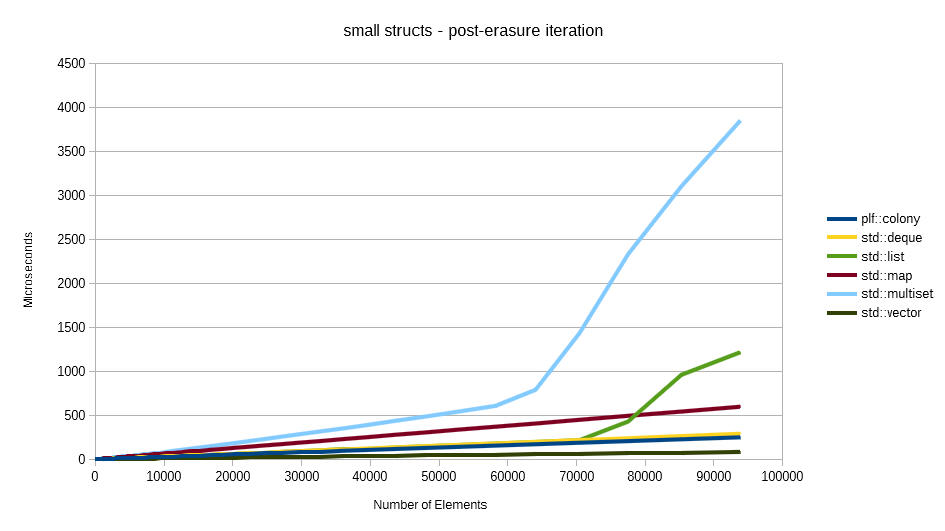 small structs - post-erasure iteration
4500
4000
3500
3000
2500
2000
1500
1000
500
0
Microseconds
0 10000 20000 30000 40000 50000 60000 70000 80000 90000 100000
Number of Elements
plf::colony
std::deque
std::list
std::map
std::multiset
std::vector